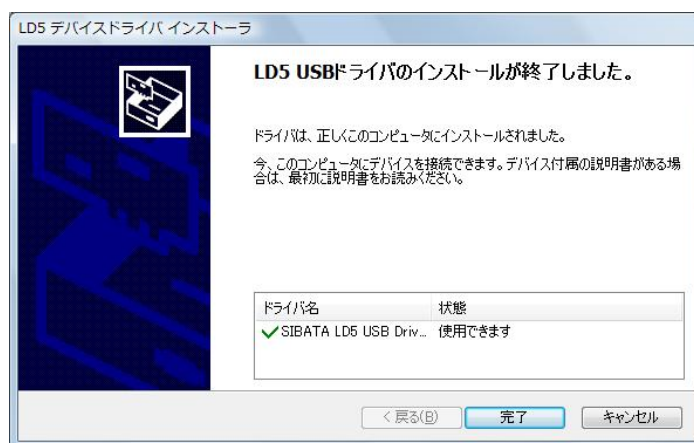 LD5 デバイスドライバ インストーラ
LD5 USBドライバのインストールが終了しました。
ドライバは、正しくこのコンピュータにインストールされました。
今、このコンピュータにデバイスを接続できます。デバイス付属の説明書がある場
合は、最初に説明書をお読みください。
ドライバ名 状態
SIBATA LD5 USB Driv... 使用できます
< 戻る(B) 完了 キャンセル